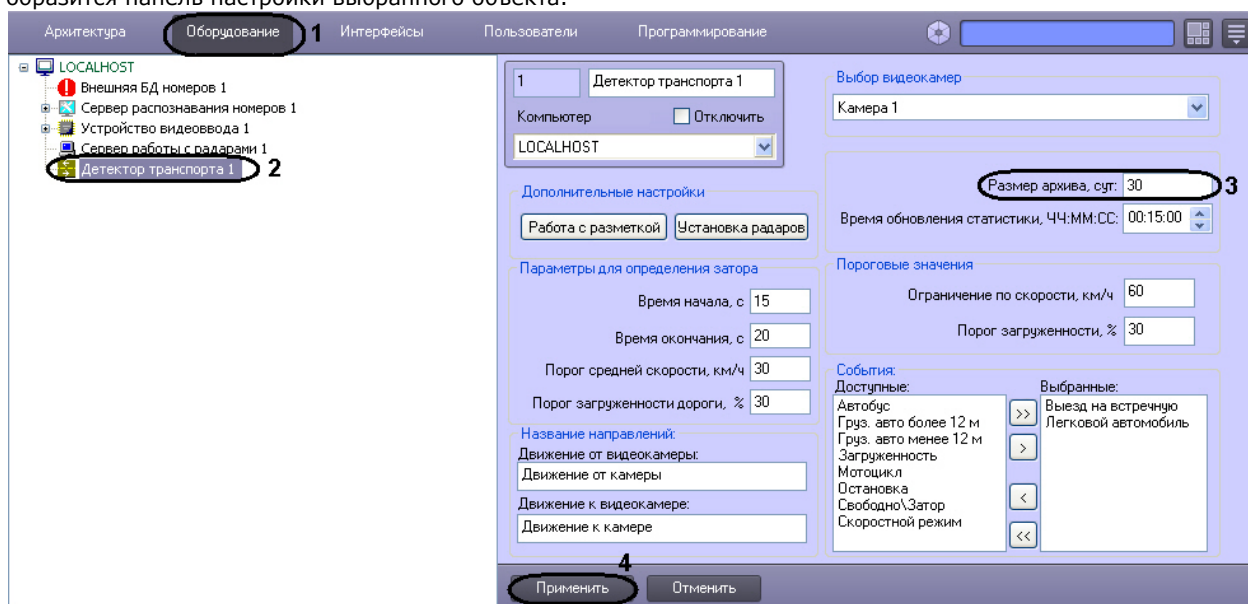 образится панель настройки выбранного объекта.
Архитектура Оборудование 1 Интерфейсы Пользователи Программирование
LOCALHOST
Внешняя БД номеров 1
Сервер распознавания номеров 1
Устройство видеоввода 1
Сервер работы с радарами 1
Детектор транспорта 1 2
1 Детектор транспорта 1
Компьютер Отключить
LOCALHOST
Дополнительные настройки
Работа с разметкой Установка радаров
Параметры для определения затора
Время начала, с 15
Время окончания, с 20
Порог средней скорости, км/ч 30
Порог загруженности дороги, % 30
Название направлений:
Движение от видеокамеры:
Движение от камеры
Движение к видеокамере:
Движение к камере
Выбор видеокамер
Камера 1
Размер архива, сут: 30 3
Время обновления статистики, ЧЧ:ММ:СС: 00:15:00
Пороговые значения
Ограничение по скорости, км/ч 60
Порог загруженности, % 30
События:
Доступные:
Автобус
Груз. авто более 12 м
Груз. авто менее 12 м
Загруженность
Мотоцикл
Остановка
Свободно\Затор
Скоростной режим
>>
>
<
<<
Выбранные:
Выезд на встречную
Легковой автомобиль
4
Применить Отменить